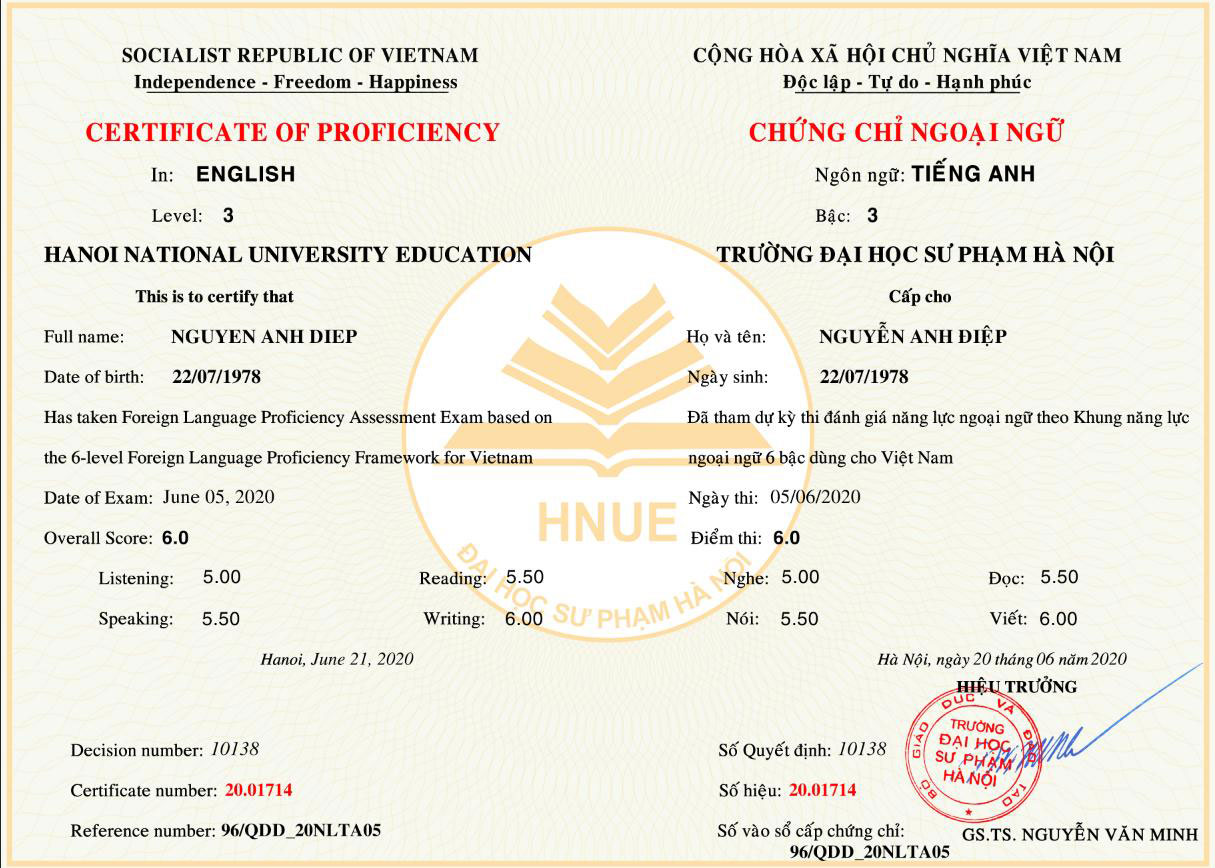 SOCIALIST REPUBLIC OF VIETNAM
Independence - Freedom - Happiness
CERTIFICATE OF PROFICIENCY
In: ENGLISH
Level: 3
HANOI NATIONAL UNIVERSITY EDUCATION
This is to certify that
Full name: NGUYEN ANH DIEP
Date of birth: 22/07/1978
Has taken Foreign Language Proficiency Assessment Exam based on
the 6-level Foreign Language Proficiency Framework for Vietnam
Date of Exam: June 05, 2020
Overall Score: 6.0
Listening: 5.00 Reading: 5.50
Speaking: 5.50 Writing: 6.00
Hanoi, June 21, 2020
Decision number: 10138
Certificate number: 20.01714
Reference number: 96/QDD_20NLTA05
CỘNG HÒA XÃ HỘI CHỦ NGHĨA VIỆT NAM
Độc lập - Tự do - Hạnh phúc
CHỨNG CHỈ NGOẠI NGỮ
Ngôn ngữ: TIẾNG ANH
Bậc: 3
TRƯỜNG ĐẠI HỌC SƯ PHẠM HÀ NỘI
Cấp cho
Họ và tên: NGUYỄN ANH ĐIỆP
Ngày sinh: 22/07/1978
Đã tham dự kỳ thi đánh giá năng lực ngoại ngữ theo Khung năng lực
ngoại ngữ 6 bậc dùng cho Việt Nam
Ngày thi: 05/06/2020
Điểm thi: 6.0
Nghe: 5.00 Đọc: 5.50
Nói: 5.50 Viết: 6.00
Hà Nội, ngày 20 tháng 06 năm 2020
HIỆU TRƯỞNG
BỘ GIÁO DỤC VÀ ĐÀO TẠO
TRƯỜNG
ĐẠI HỌC
SƯ PHẠM
HÀ NỘI
Số Quyết định: 10138
Số hiệu: 20.01714
Số vào sổ cấp chứng chỉ:
96/QDD_20NLTA05
GS.TS. NGUYỄN VĂN MINH
HNUE
ĐẠI HỌC SƯ PHẠM HÀ NỘI